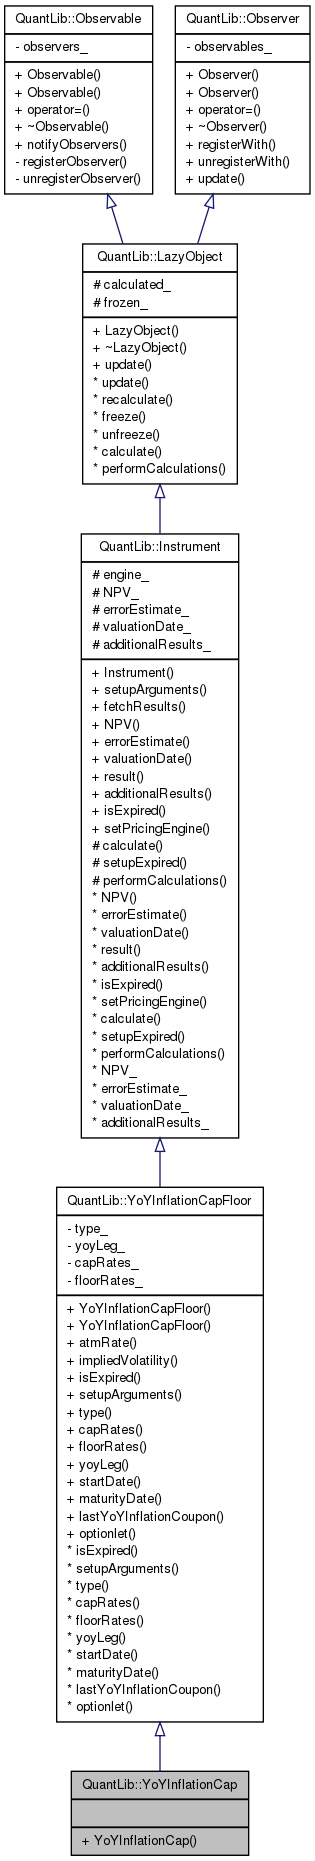 QuantLib::Observable
- observers_
+ Observable()
+ Observable()
+ operator=()
+ ~Observable()
+ notifyObservers()
- registerObserver()
- unregisterObserver()
QuantLib::Observer
- observables_
+ Observer()
+ Observer()
+ operator=()
+ ~Observer()
+ registerWith()
+ unregisterWith()
+ update()
QuantLib::LazyObject
# calculated_
# frozen_
+ LazyObject()
+ ~LazyObject()
+ update()
* update()
* recalculate()
* freeze()
* unfreeze()
* calculate()
* performCalculations()
QuantLib::Instrument
# engine_
# NPV_
# errorEstimate_
# valuationDate_
# additionalResults_
+ Instrument()
+ setupArguments()
+ fetchResults()
+ NPV()
+ errorEstimate()
+ valuationDate()
+ result()
+ additionalResults()
+ isExpired()
+ setPricingEngine()
# calculate()
# setupExpired()
# performCalculations()
* NPV()
* errorEstimate()
* valuationDate()
* result()
* additionalResults()
* isExpired()
* setPricingEngine()
* calculate()
* setupExpired()
* performCalculations()
* NPV_
* errorEstimate_
* valuationDate_
* additionalResults_
QuantLib::YoYInflationCapFloor
- type_
- yoyLeg_
- capRates_
- floorRates_
+ YoYInflationCapFloor()
+ YoYInflationCapFloor()
+ atmRate()
+ impliedVolatility()
+ isExpired()
+ setupArguments()
+ type()
+ capRates()
+ floorRates()
+ yoyLeg()
+ startDate()
+ maturityDate()
+ lastYoYInflationCoupon()
+ optionlet()
* isExpired()
* setupArguments()
* type()
* capRates()
* floorRates()
* yoyLeg()
* startDate()
* maturityDate()
* lastYoYInflationCoupon()
* optionlet()
QuantLib::YoYInflationCap
+ YoYInflationCap()